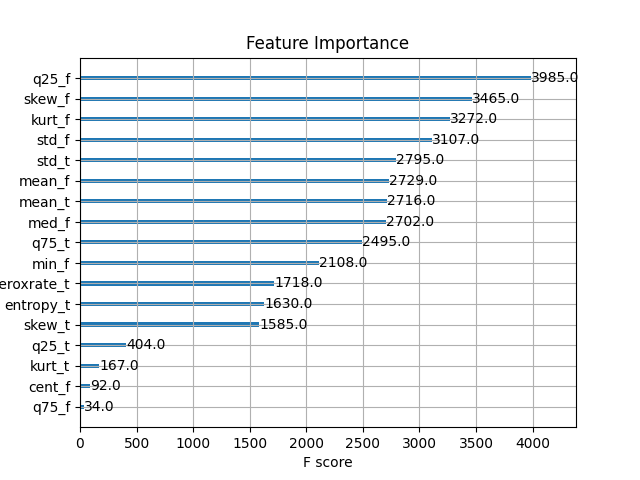 Feature Importance
q25_f 3985.0
skew_f 3465.0
kurt_f 3272.0
std_f 3107.0
std_t 2795.0
mean_f 2729.0
mean_t 2716.0
med_f 2702.0
q75_t 2495.0
min_f 2108.0
eroxrate_t 1718.0
entropy_t 1630.0
skew_t 1585.0
q25_t 404.0
kurt_t 167.0
cent_f 92.0
q75_f 34.0
0 500 1000 1500 2000 2500 3000 3500 4000
F score